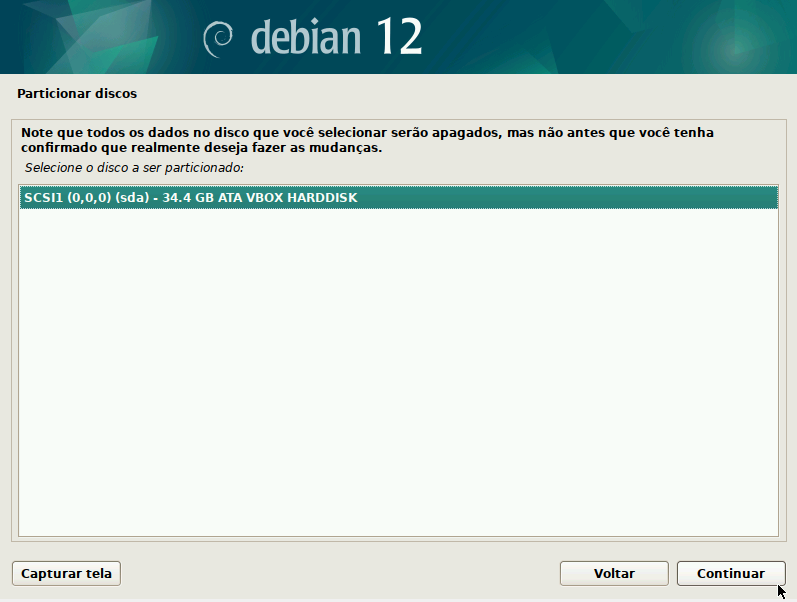 debian 12
Particionar discos
Note que todos os dados no disco que você selecionar serão apagados, mas não antes que você tenha
confirmado que realmente deseja fazer as mudanças.
Selecione o disco a ser particionado:
SCSI1 (0,0,0) (sda) - 34.4 GB ATA VBOX HARDDISK
Capturar tela
Voltar
Continuar